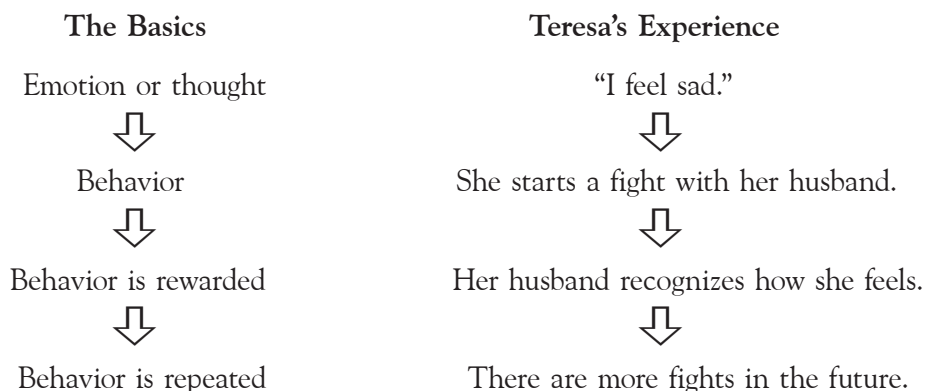 The Basics Teresa’s Experience
Emotion or thought “I feel sad.”
Behavior She starts a fight with her husband.
Behavior is rewarded Her husband recognizes how she feels.
Behavior is repeated There are more fights in the future.